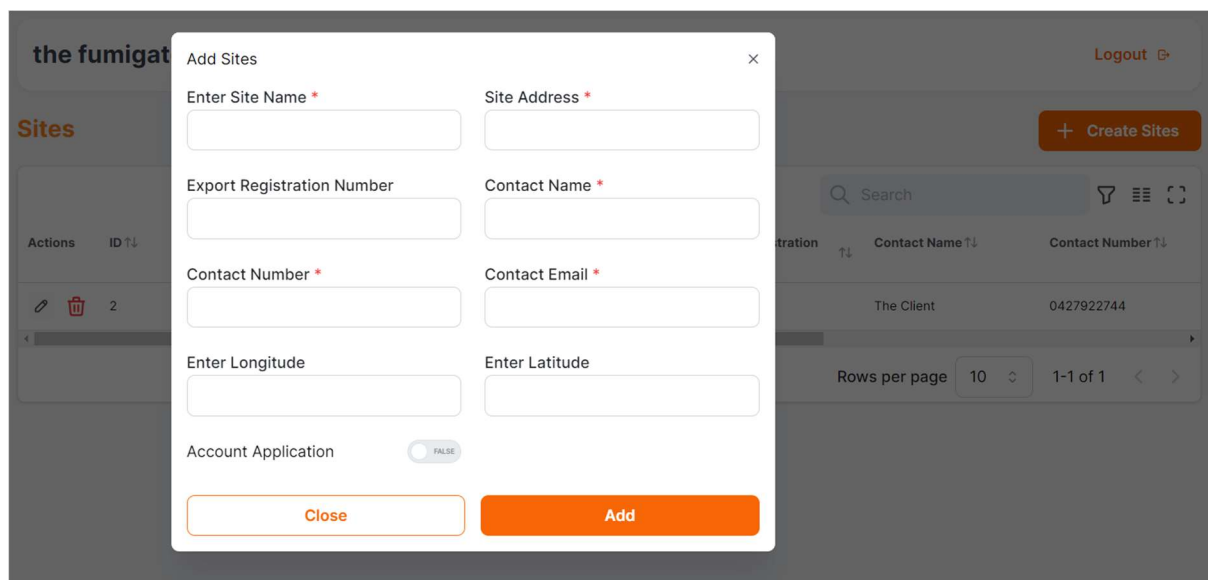 the fumigat
Logout
Sites
+ Create Sites
Add Sites
Enter Site Name *
Site Address *
Export Registration Number
Contact Name *
Contact Number *
Contact Email *
Enter Longitude
Enter Latitude
Account Application
FALSE
Close
Add
Search
Actions
ID
tration
Contact Name
Contact Number
2
The Client
0427922744
Rows per page
10
1-1 of 1